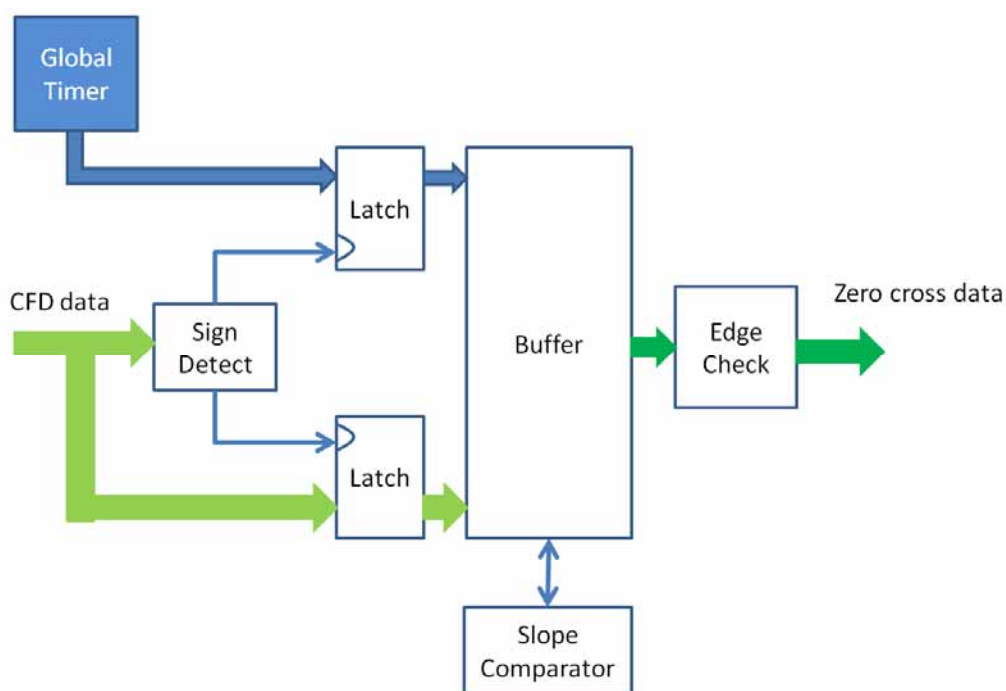 Global
Timer
Latch
CFD data
Sign
Detect
Buffer
Edge
Check
Zero cross data
Latch
Slope
Comparator